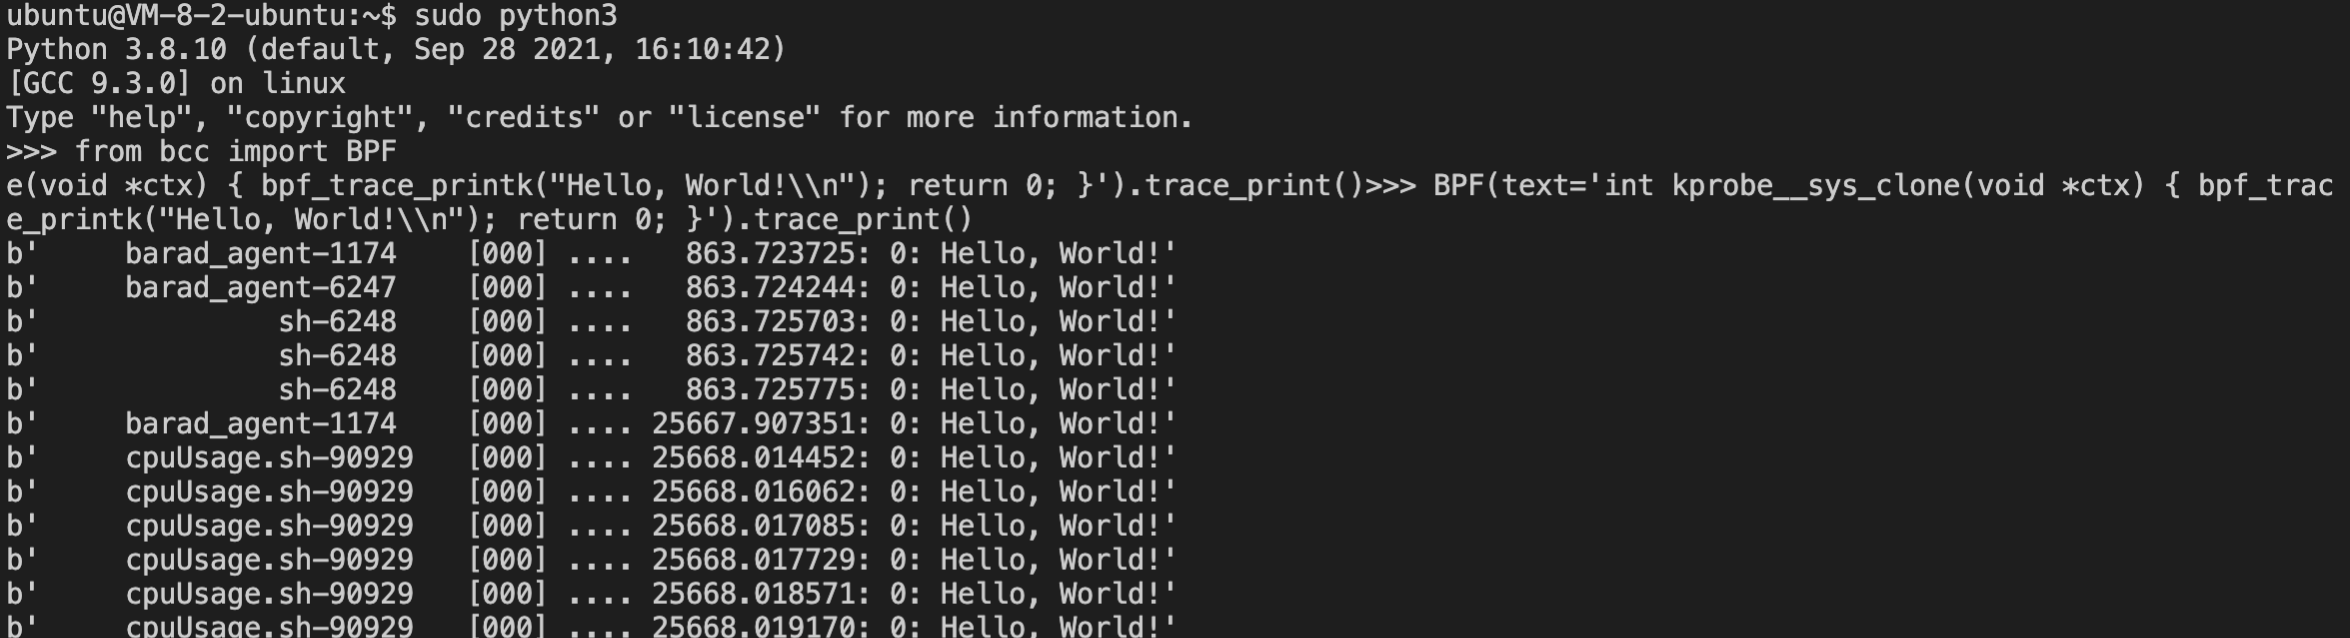 ubuntu@VM-8-2-ubuntu:~$ sudo python3
Python 3.8.10 (default, Sep 28 2021, 16:10:42)
[GCC 9.3.0] on linux
Type "help", "copyright", "credits" or "license" for more information.
>>> from bcc import BPF
e(void *ctx) { bpf_trace_printk("Hello, World!\\n"); return 0; }').trace_print()>>> BPF(text='int kprobe__sys_clone(void *ctx) { bpf_trac
e_printk("Hello, World!\\n"); return 0; }').trace_print()
b'     barad_agent-1174    [000] ....   863.723725: 0: Hello, World!'
b'     barad_agent-6247    [000] ....   863.724244: 0: Hello, World!'
b'              sh-6248    [000] ....   863.725703: 0: Hello, World!'
b'              sh-6248    [000] ....   863.725742: 0: Hello, World!'
b'              sh-6248    [000] ....   863.725775: 0: Hello, World!'
b'     barad_agent-1174    [000] .... 25667.907351: 0: Hello, World!'
b'     cpuUsage.sh-90929   [000] .... 25668.014452: 0: Hello, World!'
b'     cpuUsage.sh-90929   [000] .... 25668.016062: 0: Hello, World!'
b'     cpuUsage.sh-90929   [000] .... 25668.017085: 0: Hello, World!'
b'     cpuUsage.sh-90929   [000] .... 25668.017729: 0: Hello, World!'
b'     cpuUsage.sh-90929   [000] .... 25668.018571: 0: Hello, World!'
b'     cpuUsage.sh-90929   [000] .... 25668.019170: 0: Hello, World!'